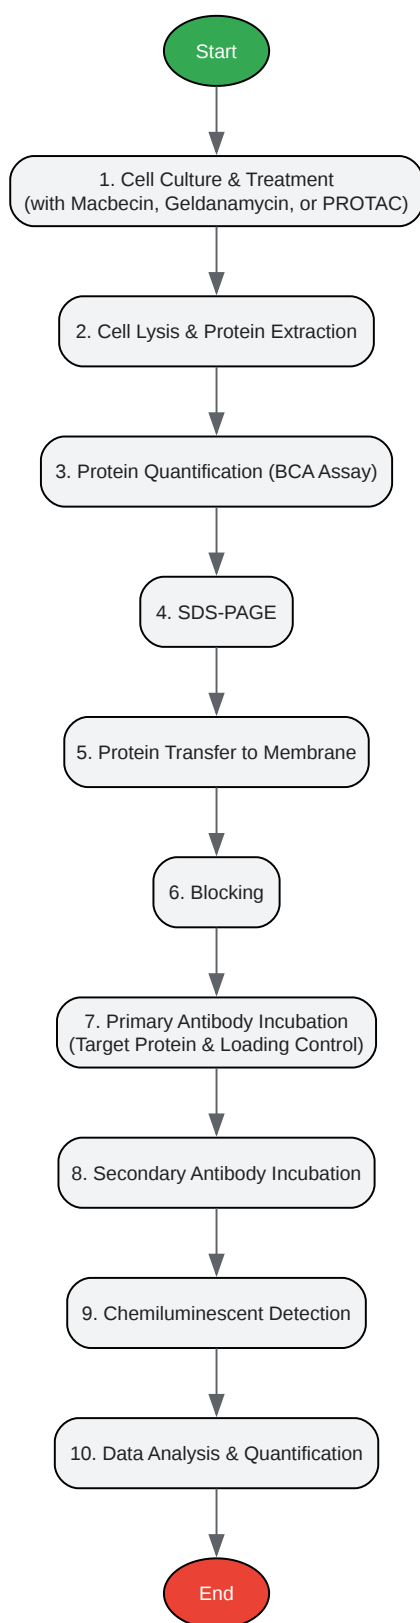 Start
1. Cell Culture & Treatment
(with Macbecin, Geldanamycin, or PROTAC)
2. Cell Lysis & Protein Extraction
3. Protein Quantification (BCA Assay)
4. SDS-PAGE
5. Protein Transfer to Membrane
6. Blocking
7. Primary Antibody Incubation
(Target Protein & Loading Control)
8. Secondary Antibody Incubation
9. Chemiluminescent Detection
10. Data Analysis & Quantification
End